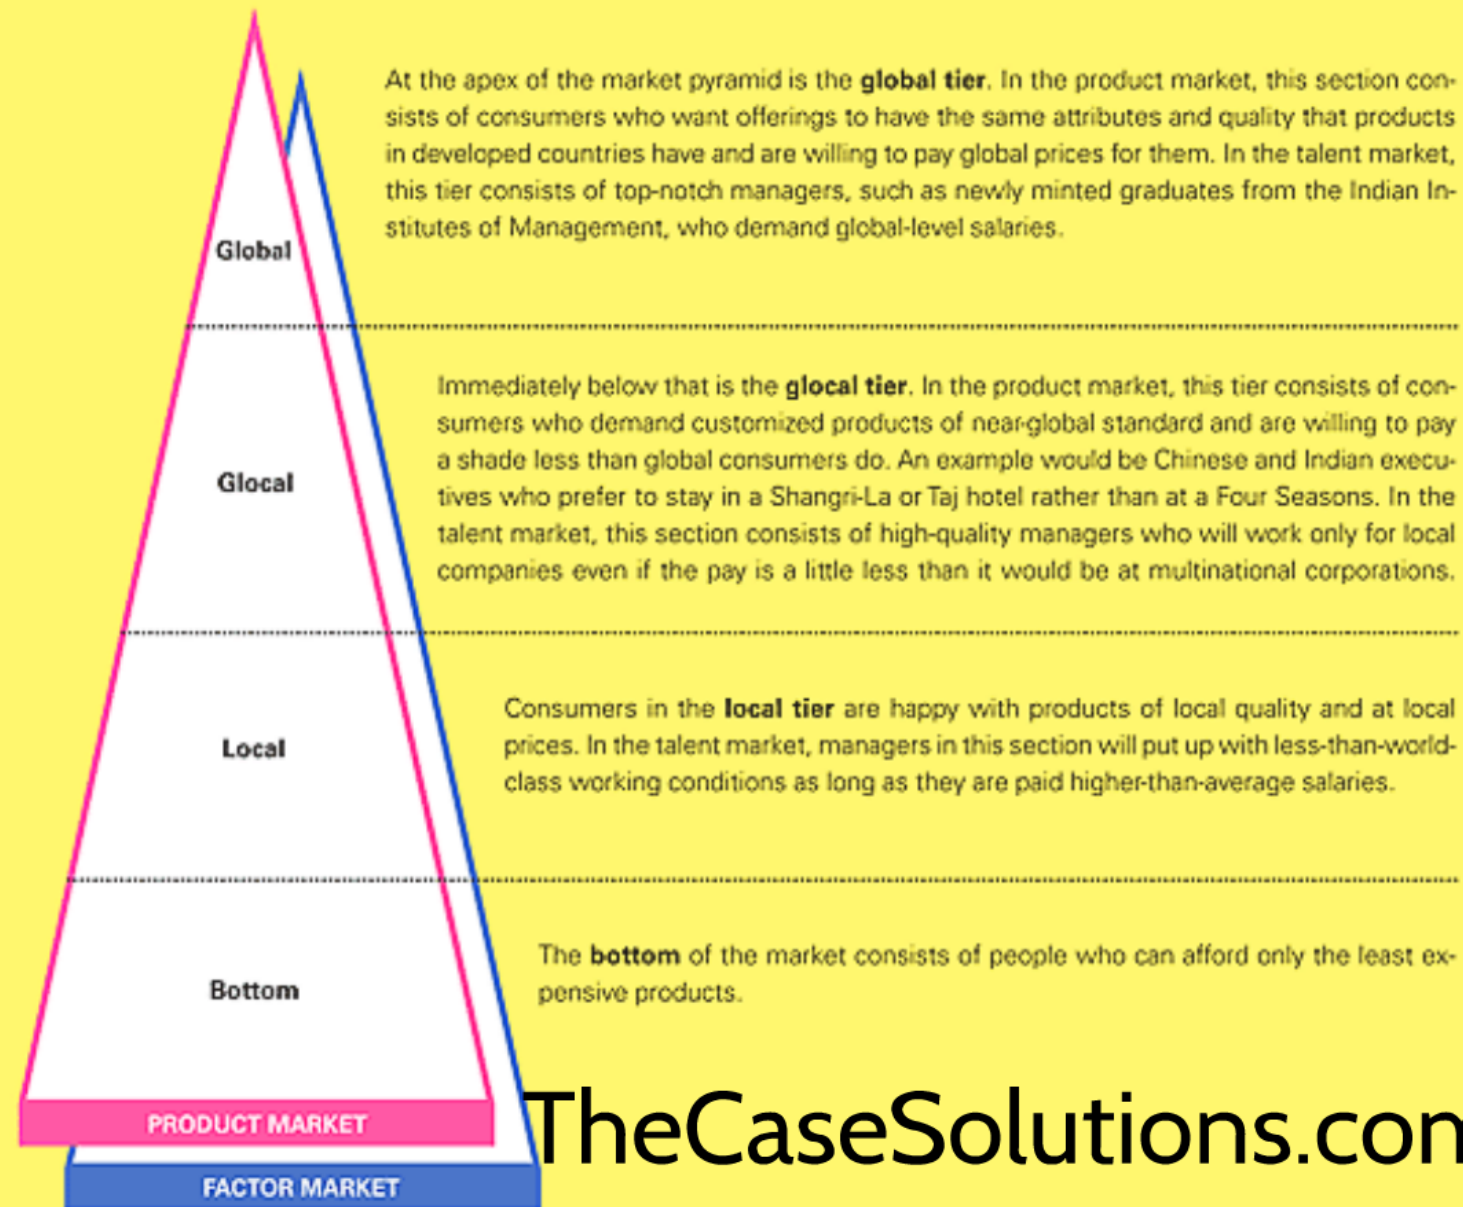 At the apex of the market pyramid is the global tier. In the product market, this section con-
sists of consumers who want offerings to have the same attributes and quality that products
in developed countries have and are willing to pay global prices for them. In the talent market,
this tier consists of top-notch managers, such as newly minted graduates from the Indian In-
stitutes of Management, who demand global-level salaries.
Global
Immediately below that is the glocal tier. In the product market, this tier consists of con-
sumers who demand customized products of near-global standard and are willing to pay
a shade less than global consumers do. An example would be Chinese and Indian execu-
tives who prefer to stay in a Shangri-La or Taj hotel rather than at a Four Seasons. In the
talent market, this section consists of high-quality managers who will work only for local
companies even if the pay is a little less than it would be at multinational corporations.
Glocal
Consumers in the local tier are happy with products of local quality and at local
prices. In the talent market, managers in this section will put up with less-than-world-
class working conditions as long as they are paid higher-than-average salaries.
Local
The bottom of the market consists of people who can afford only the least ex-
pensive products.
Bottom
PRODUCT MARKET
FACTOR MARKET
TheCaseSolutions.com